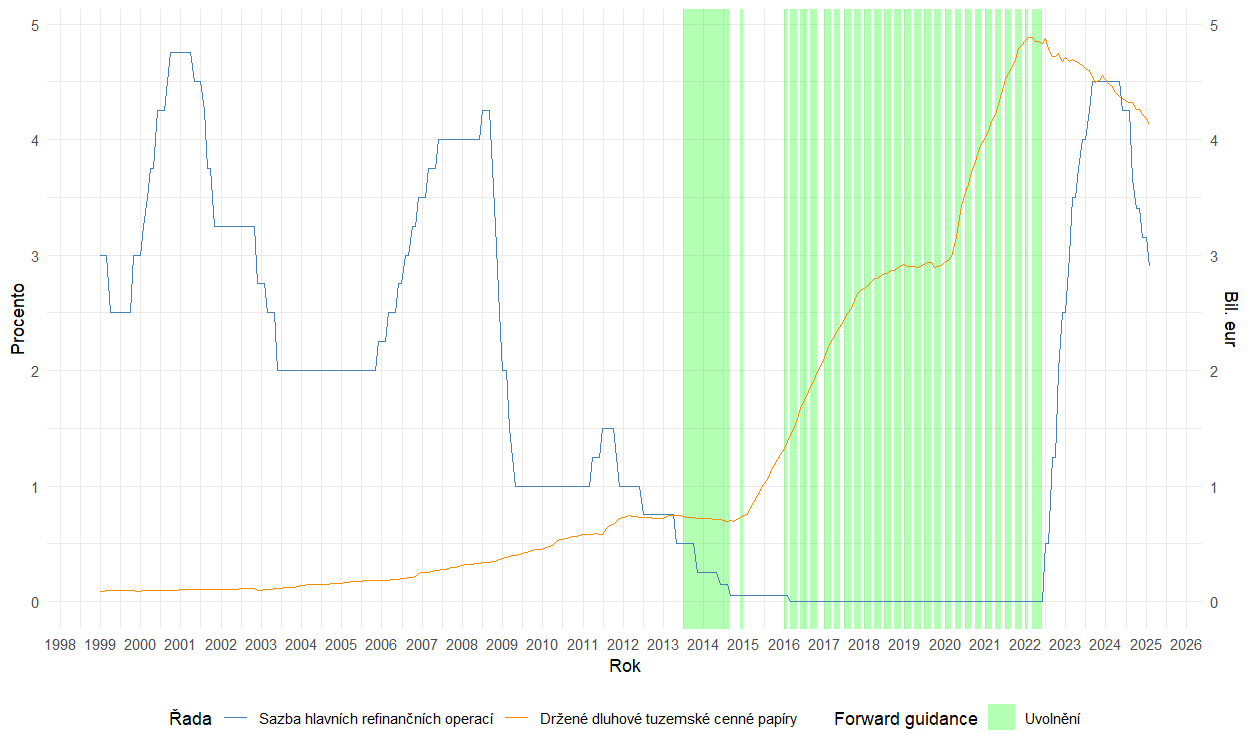 5 5
4 4
3 3
2 2
1 1
0 0
Procento
Bil. eur
1998 1999 2000 2001 2002 2003 2004 2005 2006 2007 2008 2009 2010 2011 2012 2013 2014 2015 2016 2017 2018 2019 2020 2021 2022 2023 2024 2025 2026
Rok
Řada Sazba hlavních refinančních operací Držené dluhové tuzemské cenné papíry Forward guidance Uvolnění